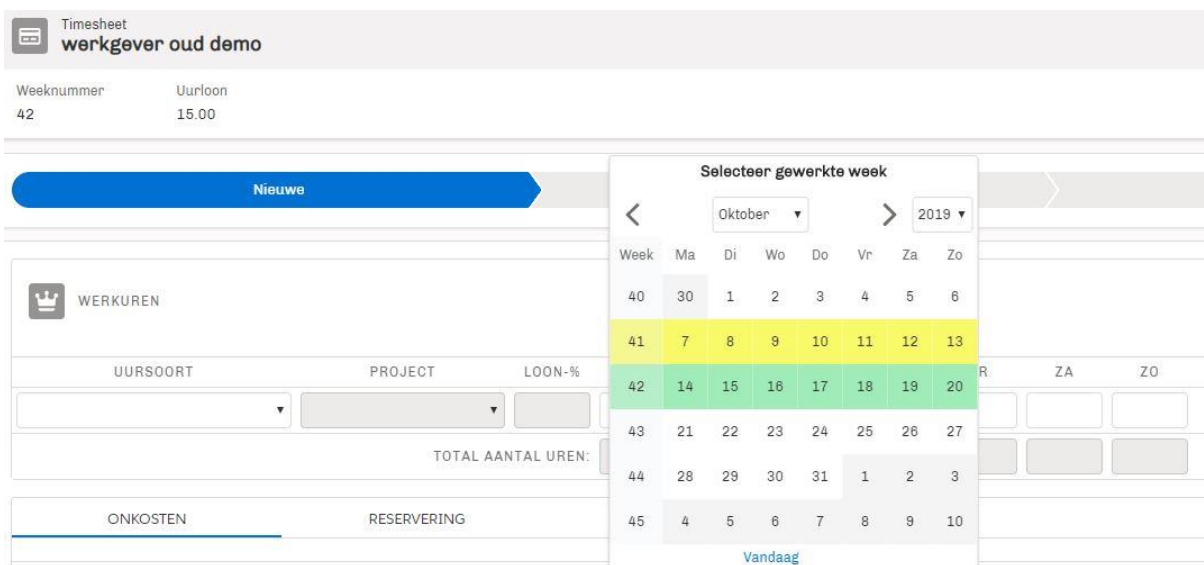 Timesheet
werkgever oud demo
Weeknummer Uurloon
42 15.00
Nieuwe
WERKUREN
UURSOORT PROJECT LOON-% R ZA ZO
TOTAL AANTAL UREN:
ONKOSTEN RESERVERING
Selecteer gewerkte week
Oktober 2019
Week Ma Di Wo Do Vr Za Zo
40 30 1 2 3 4 5 6
41 7 8 9 10 11 12 13
42 14 15 16 17 18 19 20
43 21 22 23 24 25 26 27
44 28 29 30 31 1 2 3
45 4 5 6 7 8 9 10
Vandaag